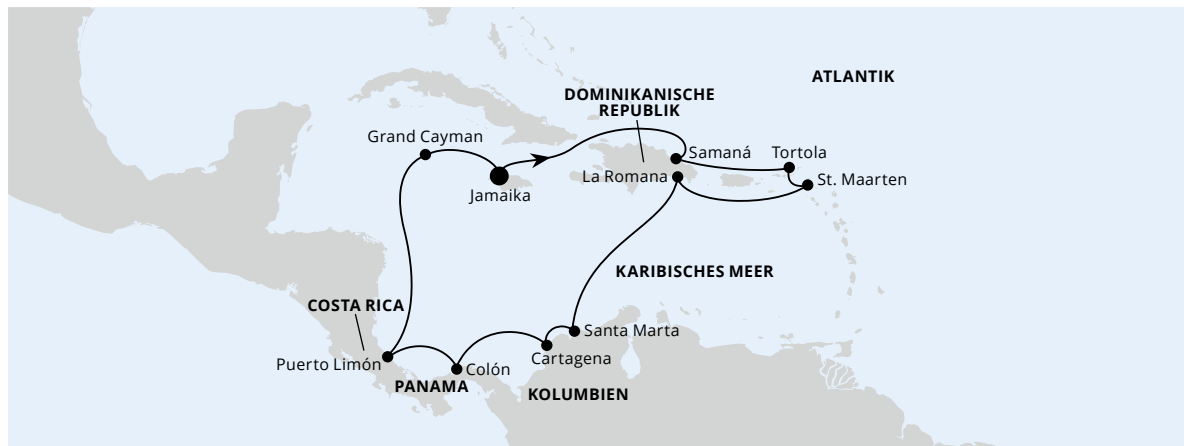 ATLANTIK
DOMINIKANISCHE
REPUBLIK
Grand Cayman
Samaná
Tortola
La Romana
St. Maarten
Jamaika
KARIBISCHES MEER
COSTA RICA
Santa Marta
Cartagena
Puerto Limón
Colón
PANAMA
KOLUMBIEN